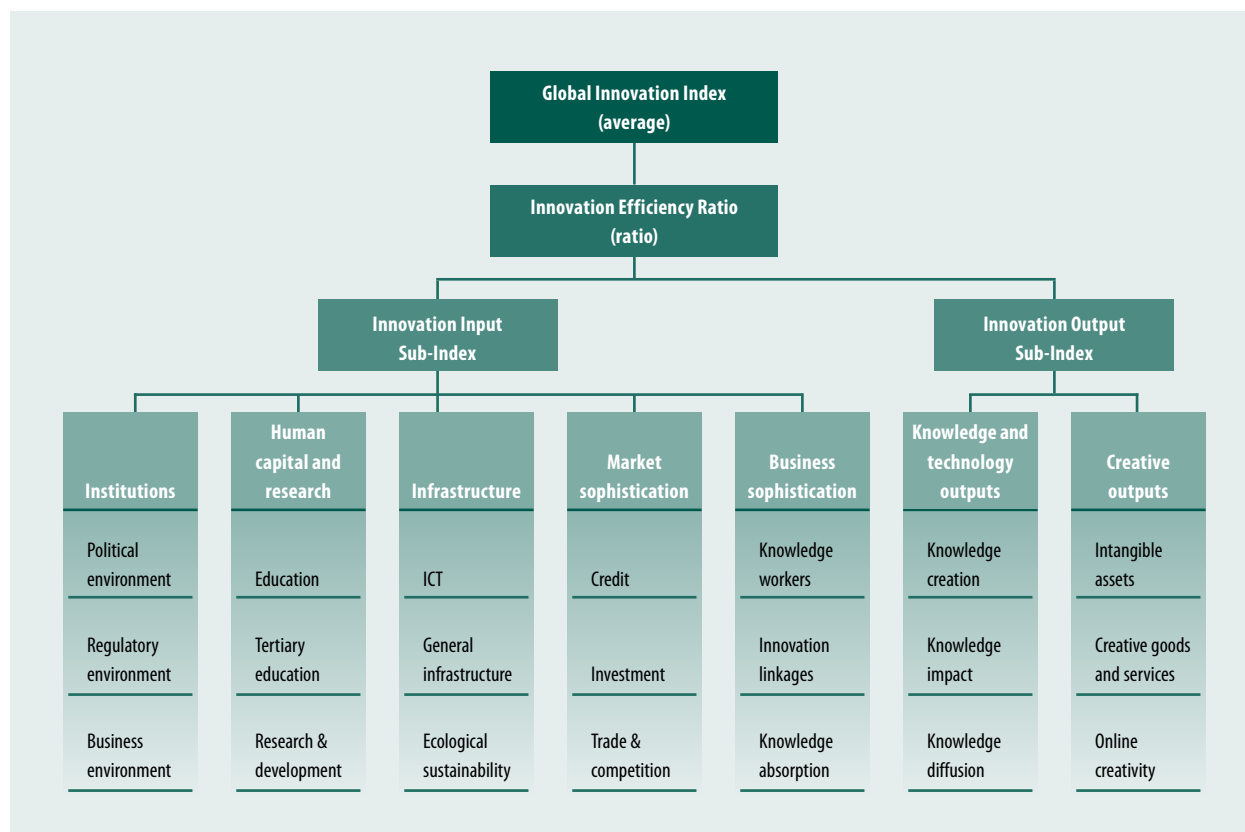 Global Innovation Index
(average)
Innovation Efficiency Ratio
(ratio)
Innovation Input
Sub-Index
Innovation Output
Sub-Index
Institutions
Human
capital and
research
Infrastructure
Market
sophistication
Business
sophistication
Knowledge and
technology
outputs
Creative
outputs
Political
environment
Education
ICT
Credit
Knowledge
workers
Knowledge
creation
Intangible
assets
Regulatory
environment
Tertiary
education
General
infrastructure
Investment
Innovation
linkages
Knowledge
impact
Creative goods
and services
Business
environment
Research &
development
Ecological
sustainability
Trade &
competition
Knowledge
absorption
Knowledge
diffusion
Online
creativity